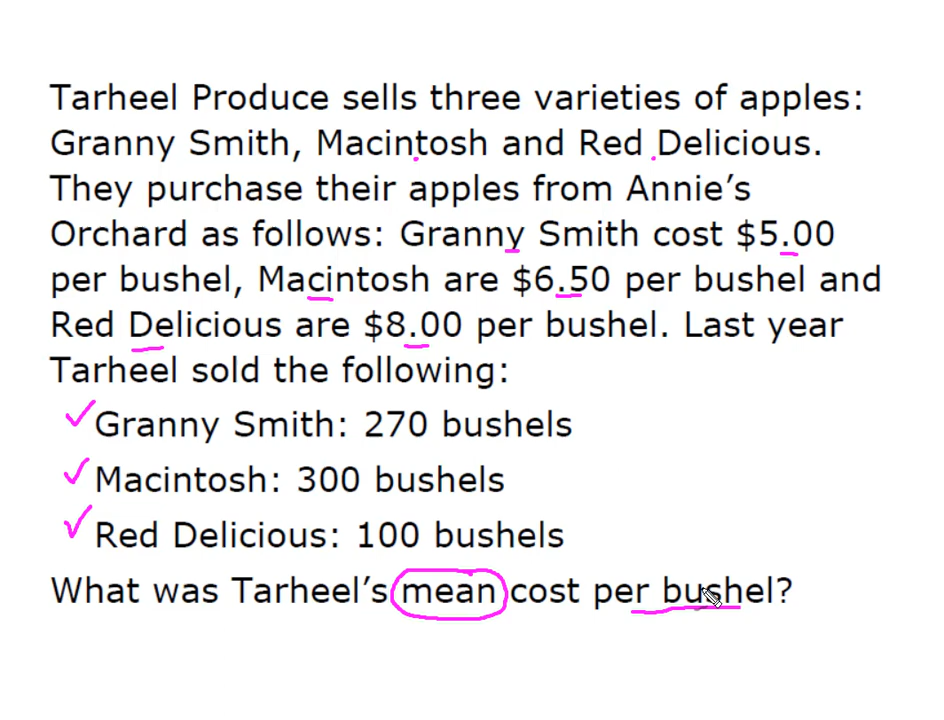 Tarheel Produce sells three varieties of apples:
Granny Smith, Macintosh and Red Delicious.
They purchase their apples from Annie’s
Orchard as follows: Granny Smith cost $5.00
per bushel, Macintosh are $6.50 per bushel and
Red Delicious are $8.00 per bushel. Last year
Tarheel sold the following:
Granny Smith: 270 bushels
Macintosh: 300 bushels
Red Delicious: 100 bushels
What was Tarheel’s mean cost per bushel?